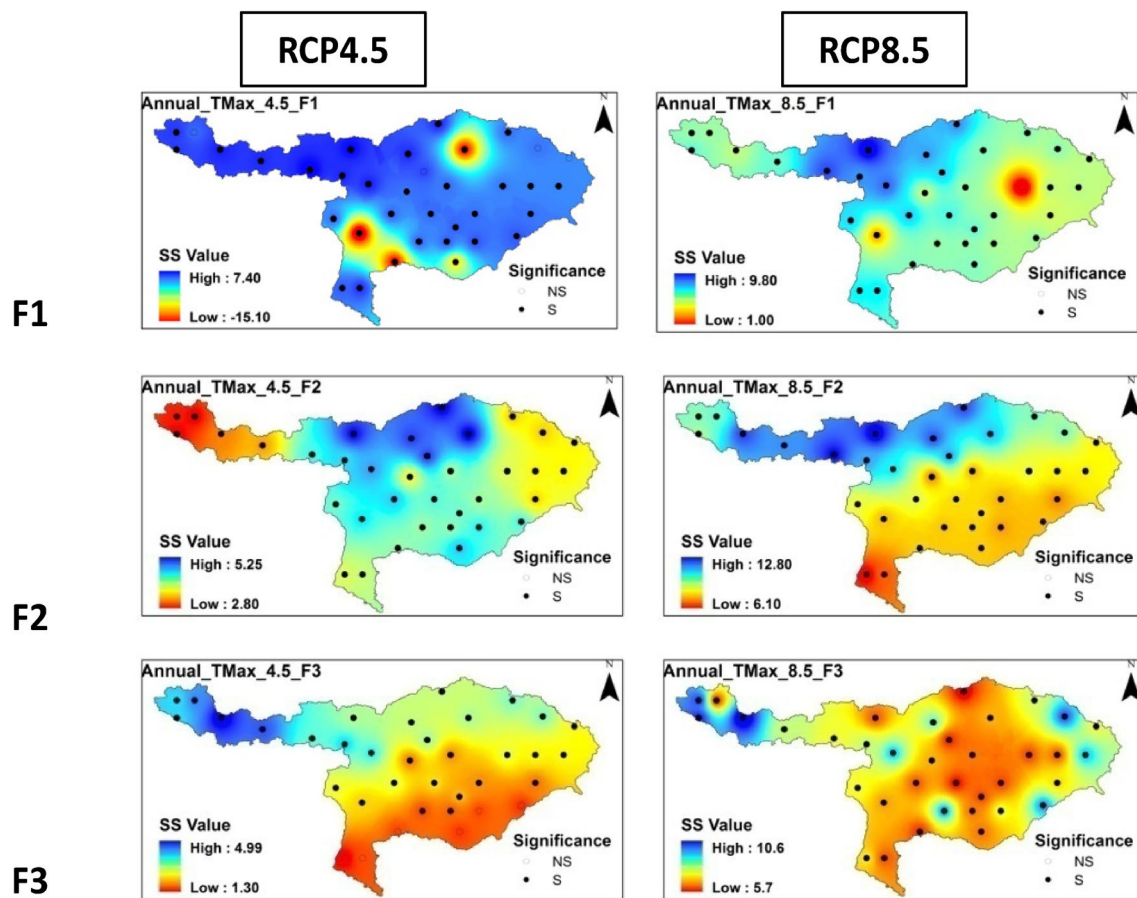 RCP4.5
RCP8.5
Annual_TMax_4.5_F1
N
SS Value
High : 7.40
Low : -15.10
Significance
NS
S
Annual_TMax_8.5_F1
N
SS Value
High : 9.80
Low : 1.00
Significance
NS
S
F1
Annual_TMax_4.5_F2
N
SS Value
High : 5.25
Low : 2.80
Significance
NS
S
Annual_TMax_8.5_F2
N
SS Value
High : 12.80
Low : 6.10
Significance
NS
S
F2
Annual_TMax_4.5_F3
N
SS Value
High : 4.99
Low : 1.30
Significance
NS
S
Annual_TMax_8.5_F3
N
SS Value
High : 10.6
Low : 5.7
Significance
NS
S
F3